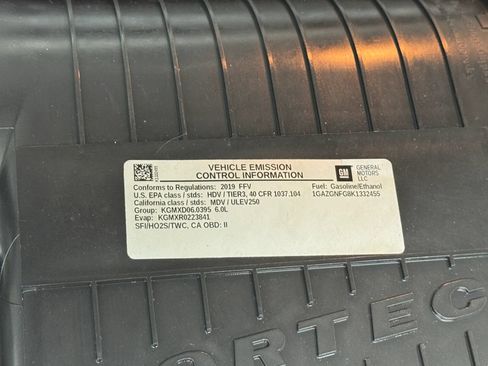 VEHICLE EMISSION
CONTROL INFORMATION
GM
GENERAL
MOTORS
LLC
Conforms to Regulations: 2019 FFV
Fuel: Gasoline/Ethanol
U.S. EPA class / stds: HDV / TIER3, 40 CFR 1037.104
1GAZGNFG8K1332455
California class / stds: MDV / ULEV250
Group: KGMXD06.0395 6.0L
Evap: KGMXR0223841
SFI/HO2S/TWC, CA OBD: II
ORTEC